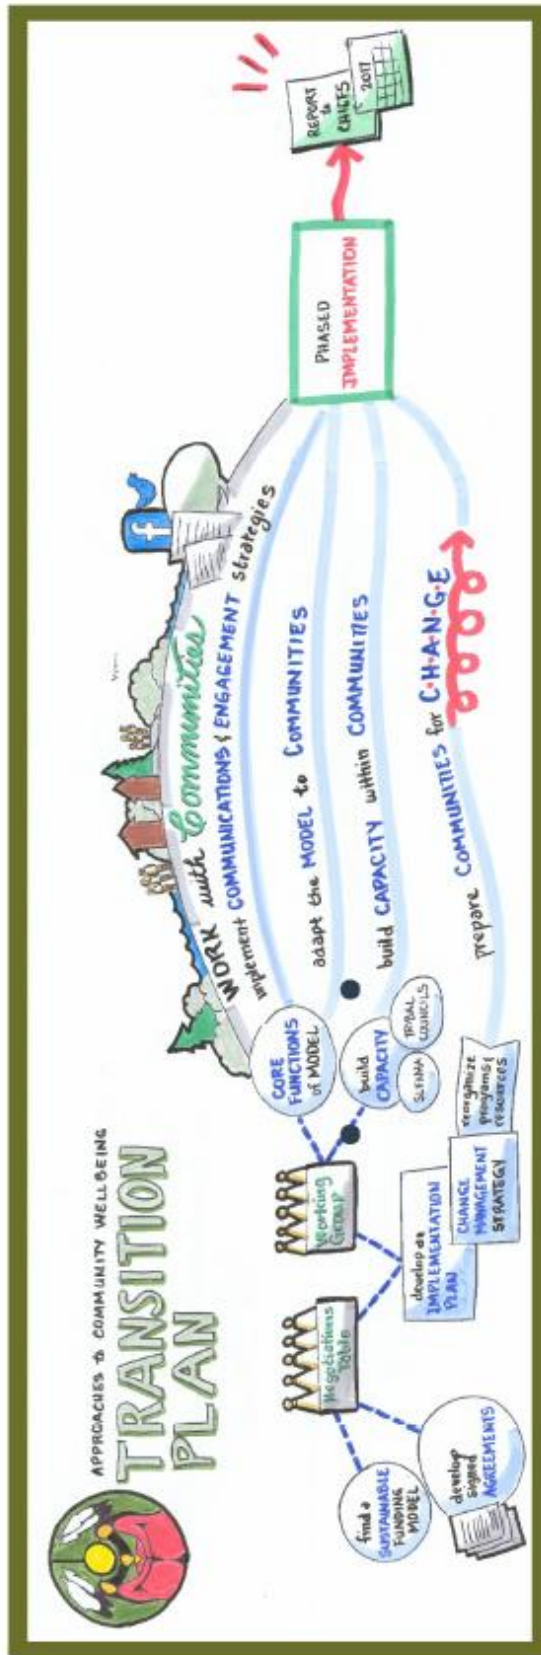 APPROACHES to COMMUNITY WELLBEING
TRANSITION
PLAN
find a
SUSTAINABLE
FUNDING
MODEL
develop
signed
AGREEMENTS
Negotiations
Table
develop an
IMPLEMENTATION
PLAN
CHANGE
MANAGEMENT
STRATEGY
reorganize
programs &
resources
Working
Group
CORE
FUNCTIONS
of MODEL
build
CAPACITY
SLFNHA
TRIBAL
COUNCILS
WORK with Communities
implement COMMUNICATIONS & ENGAGEMENT strategies
adapt the MODEL to COMMUNITIES
build CAPACITY within COMMUNITIES
prepare COMMUNITIES for C•H•A•N•G•E
f
PHASED
IMPLEMENTATION
REPORT
to
CHIEFS
2017